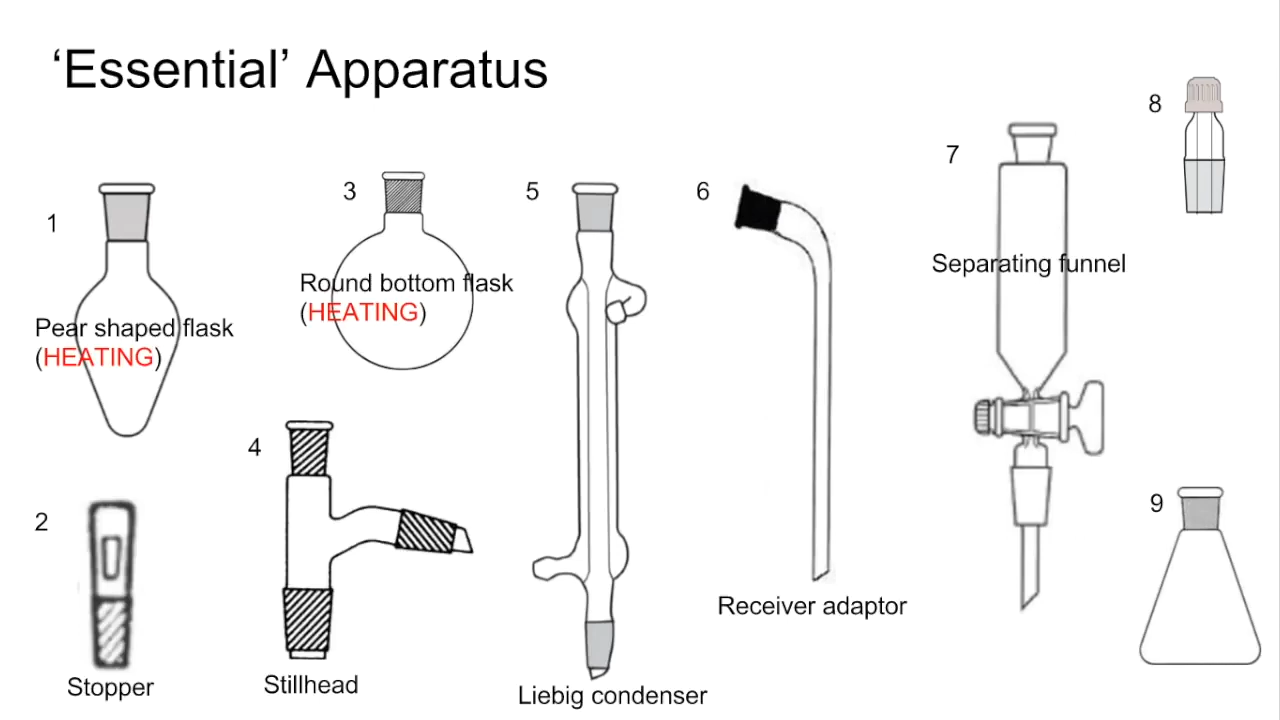 ‘Essential’ Apparatus
8
7
3
5
6
1
Separating funnel
Round bottom flask
(HEATING)
Pear shaped flask
(HEATING)
4
9
2
Receiver adaptor
Stopper
Stillhead
Liebig condenser